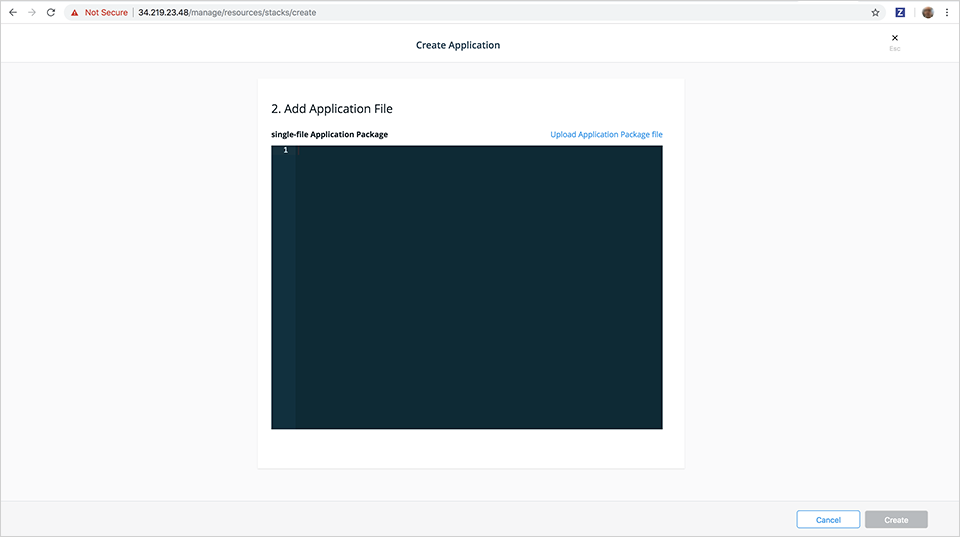 Not Secure | 34.219.23.48/manage/resources/stacks/create
Z
Create Application
Esc
2. Add Application File
single-file Application Package
Upload Application Package file
1
Cancel
Create